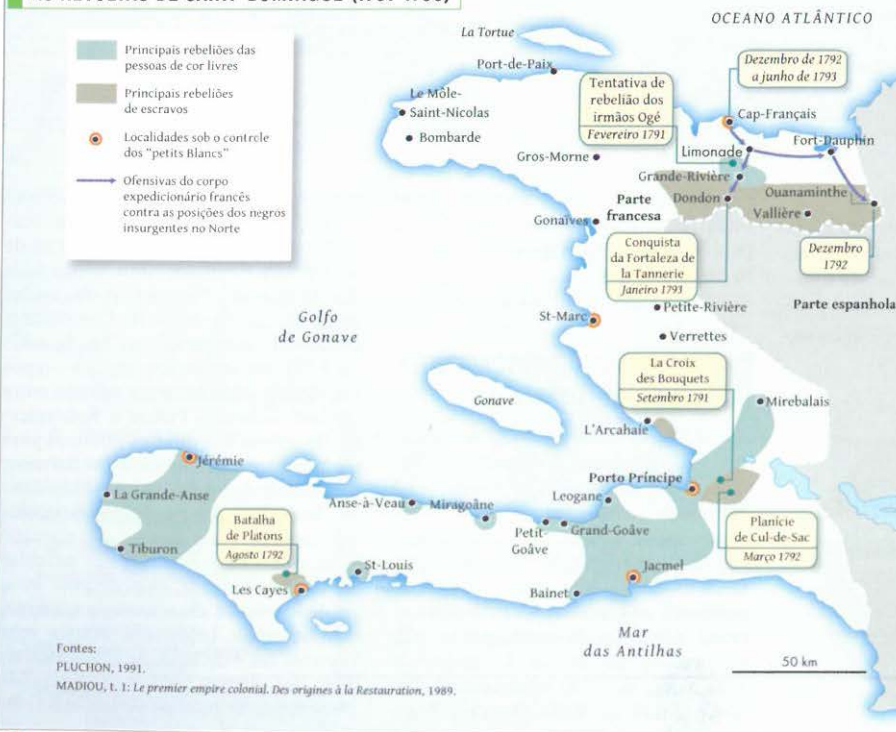 AS REVOLTAS DE SAINT-DOMINGUE (1791-1793)
OCEANO ATLÂNTICO
Principais rebeliões das
pessoas de cor livres
Principais rebeliões
de escravos
Localidades sob o controle
dos "petits Blancs"
Ofensivas do corpo
expedicionário francês
contra as posições dos negros
insurgentes no Norte
La Tortue
Port-de-Paix
Le Môle-
Saint-Nicolas
Bombarde
Tentativa de
rebelião dos
irmãos Ogé
Fevereiro 1791
Dezembro de 1792
a junho de 1793
Cap-Français
Limonade
Fort-Dauphin
Gros-Morne
Grande-Rivière
Dondon
Ouanaminthe
Vallière
Parte
francesa
Gonaïves
Conquista
da Fortaleza de
la Tannerie
Janeiro 1793
Dezembro
1792
Parte espanhola
Golfo
de Gonave
St-Marc
Petite-Rivière
Verrettes
La Croix
des Bouquets
Setembro 1791
Gonave
Mirebalais
L'Arcahaie
Jérémie
Porto Príncipe
La Grande-Anse
Anse-à-Veau
Miragoâne
Leogane
Batalha
de Platons
Agosto 1792
Petit-
Goâve
Grand-Goâve
Planície
de Cul-de-Sac
Março 1792
Tiburon
St-Louis
Jacmel
Les Cayes
Bainet
Mar
das Antilhas
50 km
Fontes:
PLUCHON, 1991.
MADIOU, t. 1: Le premier empire colonial. Des origines à la Restauration, 1989.